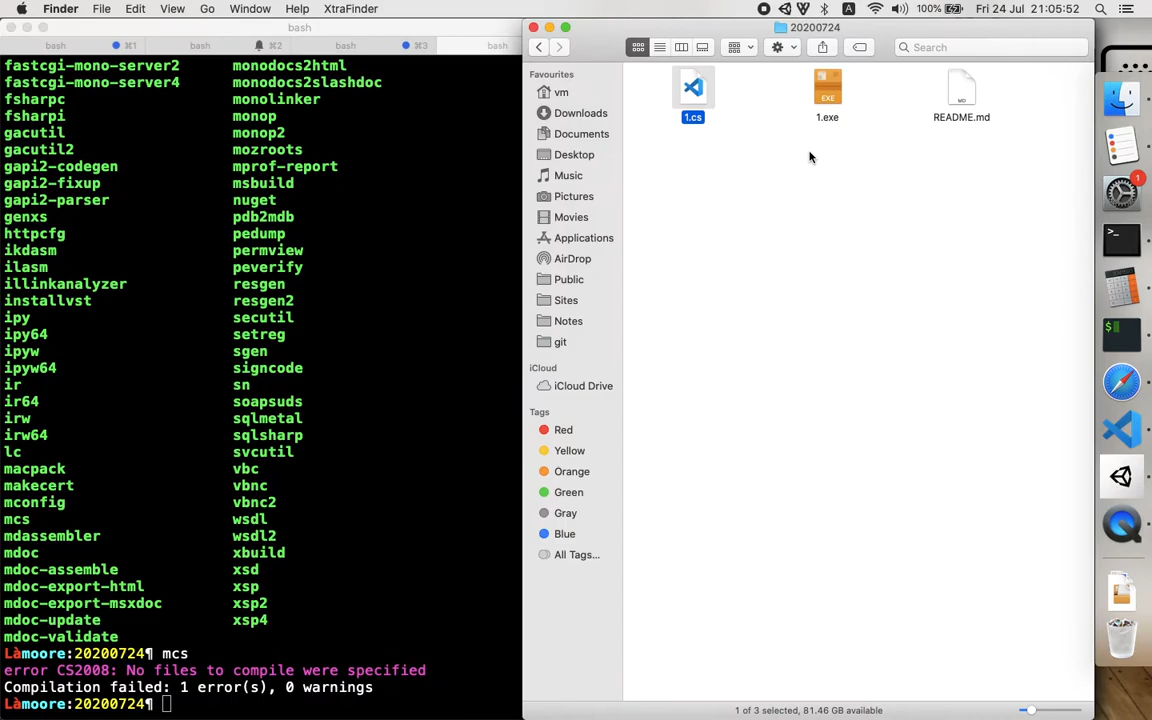 Finder File Edit View Go Window Help XtraFinder A 100% Fri 24 Jul 21:05:52
bash
bash ⌘1 bash ⌘2 bash ⌘3 bash
fastcgi-mono-server2 monodocs2html
fastcgi-mono-server4 monodocs2slashdoc
fsharpc monolinker
fsharpi monop
gacutil monop2
gacutil2 mozroots
gapi2-codegen mprof-report
gapi2-fixup msbuild
gapi2-parser nuget
genxs pdb2mdb
httpcfg pedump
ikdasm permview
ilasm peverify
illinkanalyzer resgen
installvst resgen2
ipy secutil
ipy64 setreg
ipyw sgen
ipyw64 signcode
ir sn
ir64 soapsuds
irw sqlmetal
irw64 sqlsharp
lc svcutil
macpack vbc
makecert vbnc
mconfig vbnc2
mcs wsdl
mdassembler wsdl2
mdoc xbuild
mdoc-assemble xsd
mdoc-export-html xsp
mdoc-export-msxdoc xsp2
mdoc-update xsp4
mdoc-validate
Làmoore:20200724¶ mcs
error CS2008: No files to compile were specified
Compilation failed: 1 error(s), 0 warnings
Làmoore:20200724¶
20200724
Search
Favourites
vm
Downloads
Documents
Desktop
Music
Pictures
Movies
Applications
AirDrop
Public
Sites
Notes
git
iCloud
iCloud Drive
Tags
Red
Yellow
Orange
Green
Gray
Blue
All Tags...
EXE MD
1.cs 1.exe README.md
1 of 3 selected, 81.46 GB available
1
>_
$